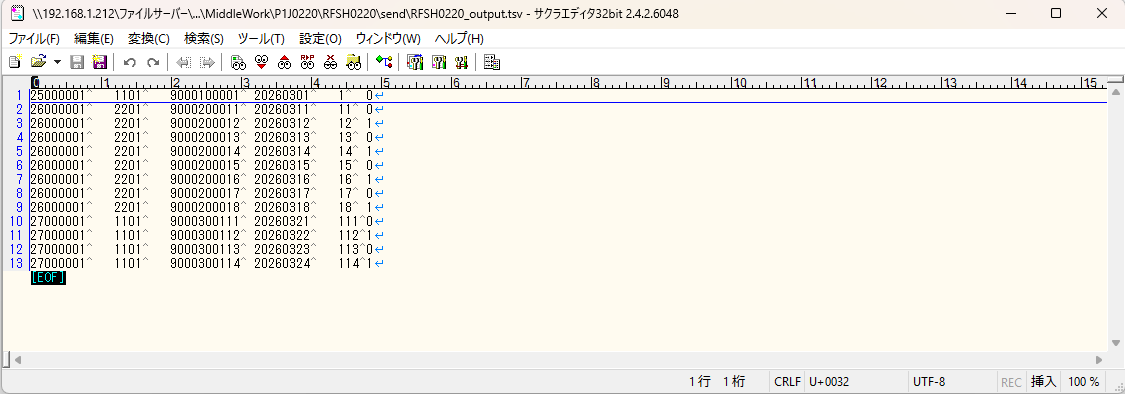 \\192.168.1.212\ファイルサーバー\...\MiddleWork\P1J0220\RFSH0220\send\RFSH0220_output.tsv - サクラエディタ32bit 2.4.2.6048
ファイル(F) 編集(E) 変換(C) 検索(S) ツール(T) 設定(O) ウィンドウ(W) ヘルプ(H)
0 1 2 3 4 5 6 7 8 9 10 11 12 13 14 15
1 25000001^ 1101^ 9000100001^ 20260301^ 1^ 0↵
2 26000001^ 2201^ 9000200011^ 20260311^ 11^ 0↵
3 26000001^ 2201^ 9000200012^ 20260312^ 12^ 1↵
4 26000001^ 2201^ 9000200013^ 20260313^ 13^ 0↵
5 26000001^ 2201^ 9000200014^ 20260314^ 14^ 1↵
6 26000001^ 2201^ 9000200015^ 20260315^ 15^ 0↵
7 26000001^ 2201^ 9000200016^ 20260316^ 16^ 1↵
8 26000001^ 2201^ 9000200017^ 20260317^ 17^ 0↵
9 26000001^ 2201^ 9000200018^ 20260318^ 18^ 1↵
10 27000001^ 1101^ 9000300111^ 20260321^ 111^0↵
11 27000001^ 1101^ 9000300112^ 20260322^ 112^1↵
12 27000001^ 1101^ 9000300113^ 20260323^ 113^0↵
13 27000001^ 1101^ 9000300114^ 20260324^ 114^1↵
[EOF]
1 行 1 桁 CRLF U+0032 UTF-8 REC 挿入 100 %